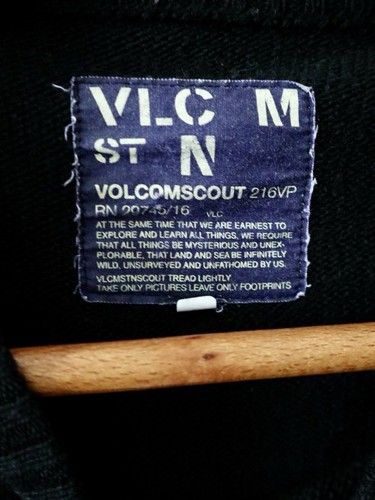 VLC M
ST N
VOLCOMSCOUT 216VP
RN 20745/16 VLC
AT THE SAME TIME THAT WE ARE EARNEST TO
EXPLORE AND LEARN ALL THINGS, WE REQUIRE
THAT ALL THINGS BE MYSTERIOUS AND UNEX-
PLORABLE, THAT LAND AND SEA BE INFINITELY
WILD, UNSURVEYED AND UNFATHOMED BY US.
VLCMSTNSCOUT TREAD LIGHTLY
TAKE ONLY PICTURES LEAVE ONLY FOOTPRINTS